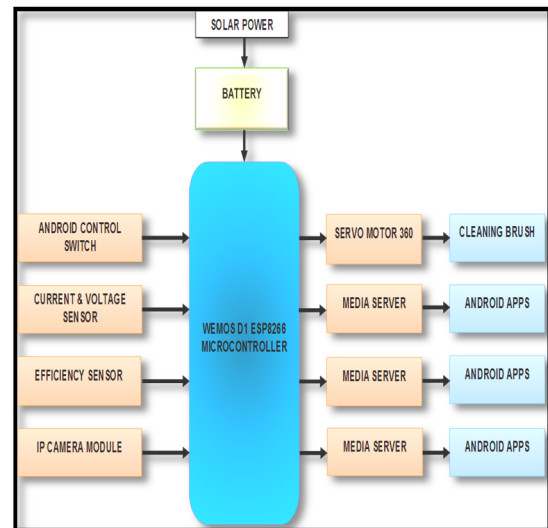 SOLAR POWER
BATTERY
ANDROID CONTROL
SWITCH
SERVO MOTOR 360
CLEANING BRUSH
CURRENT & VOLTAGE
SENSOR
MEDIA SERVER
ANDROID APPS
WEMOS D1 ESP8266
MICROCONTROLLER
EFFICIENCY SENSOR
MEDIA SERVER
ANDROID APPS
IP CAMERA MODULE
MEDIA SERVER
ANDROID APPS